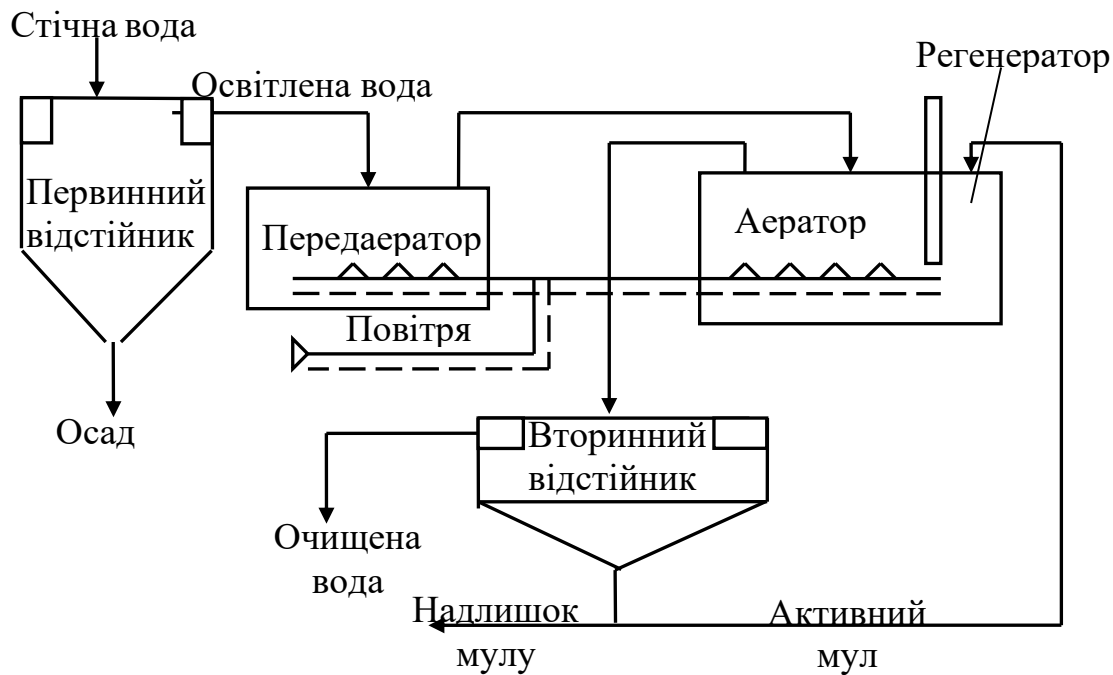 Стічна вода
Регенератор
Освітлена вода
Первинний
відстійник
Передаератор
Аератор
Повітря
Осад
Вторинний
відстійник
Очищена
вода
Надлишок
мулу
Активний
мул